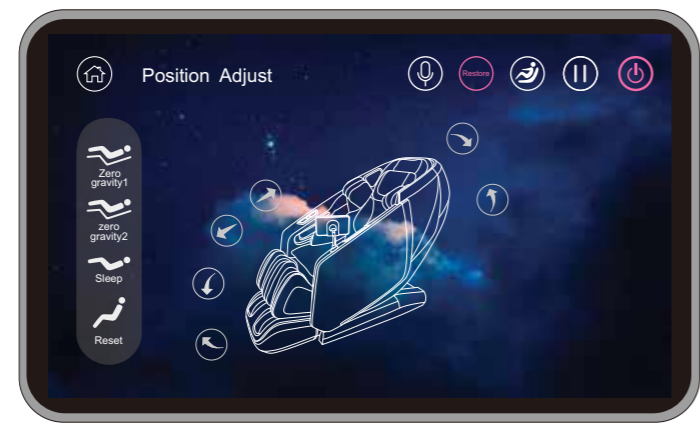 Position Adjust
Restore
Zero
gravity1
zero
gravity2
Sleep
Reset